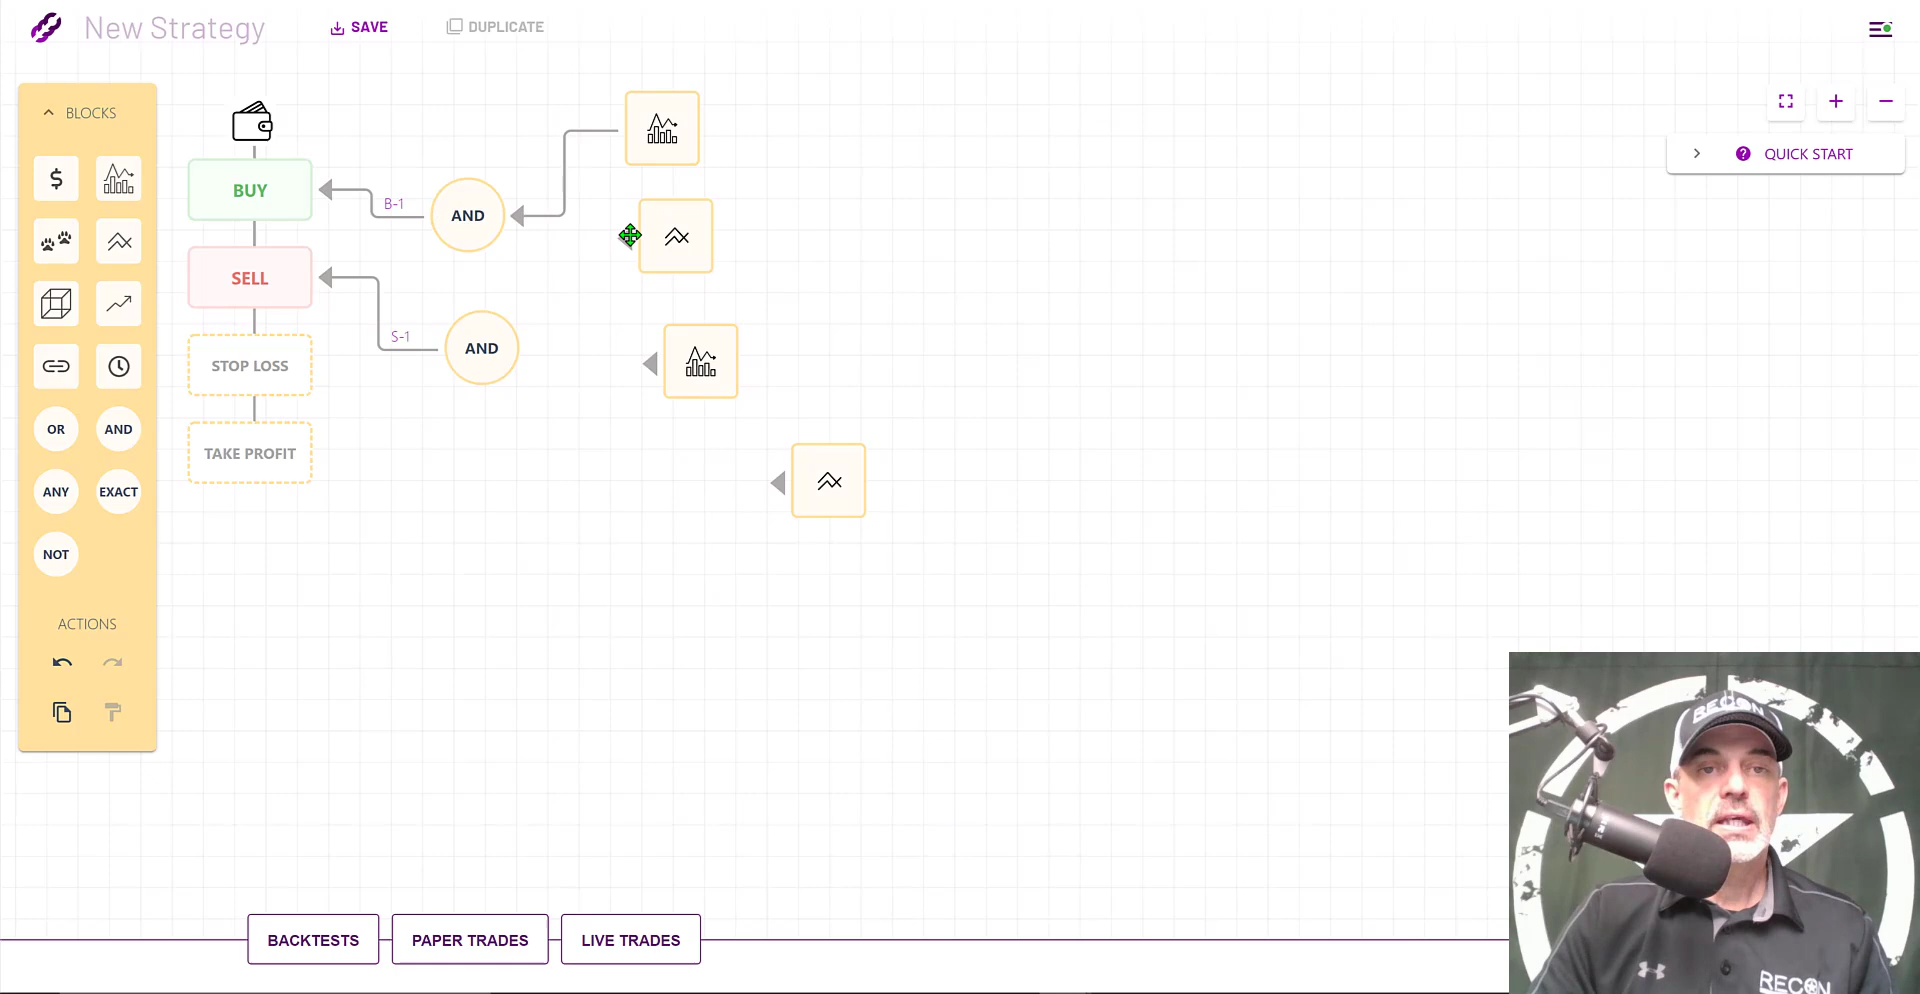 New Strategy
SAVE
DUPLICATE
BLOCKS
QUICK START
BUY
B-1
AND
SELL
S-1
AND
STOP LOSS
TAKE PROFIT
OR
AND
ANY
EXACT
NOT
ACTIONS
BACKTESTS
PAPER TRADES
LIVE TRADES
RECON
RECON